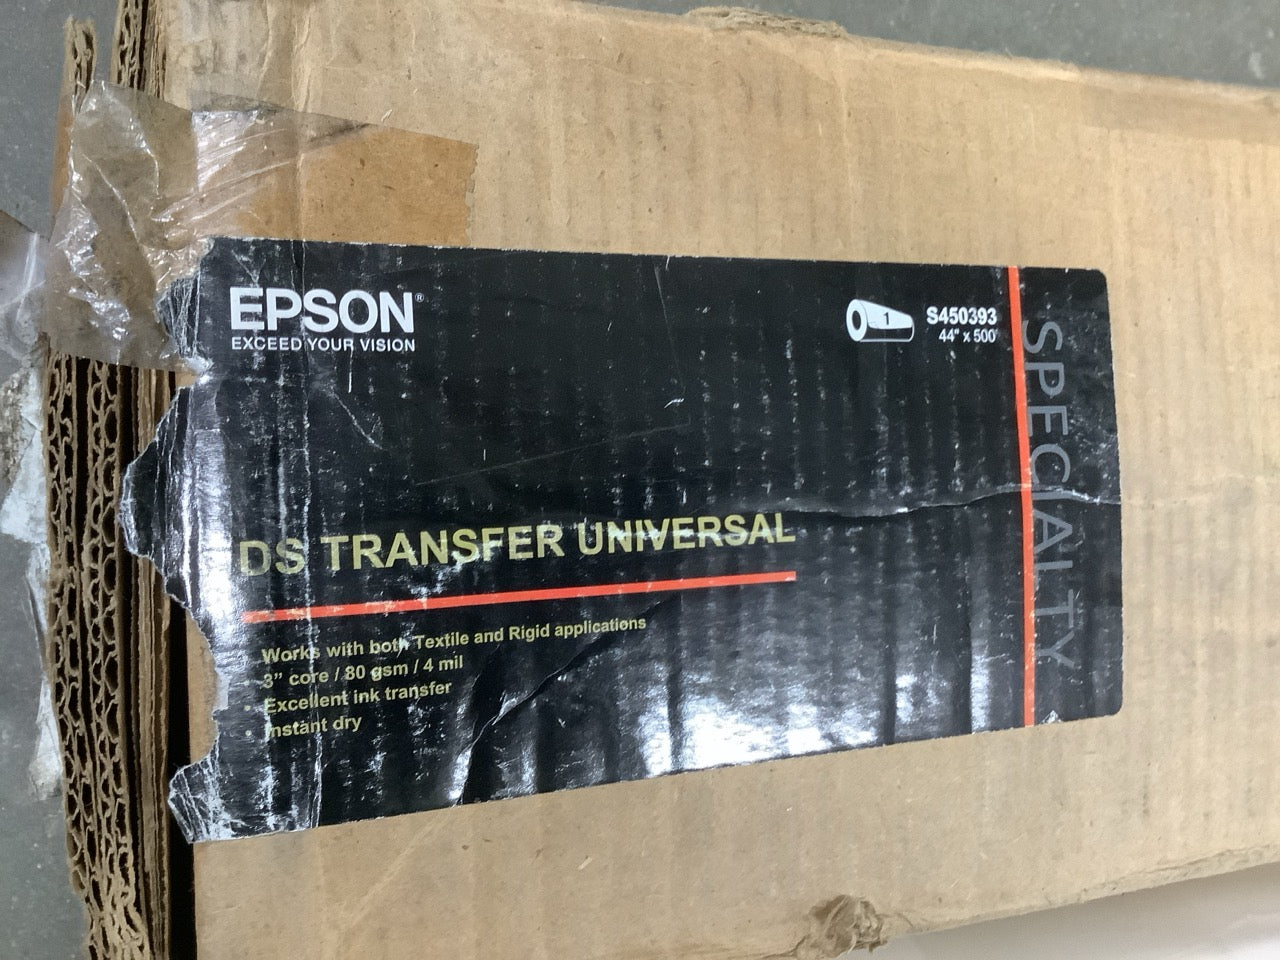 EPSON®
EXCEED YOUR VISION
1
S450393
44" x 500'
SPECIALTY
DS TRANSFER UNIVERSAL
Works with both Textile and Rigid applications
3” core / 80 gsm / 4 mil
• Excellent ink transfer
• Instant dry